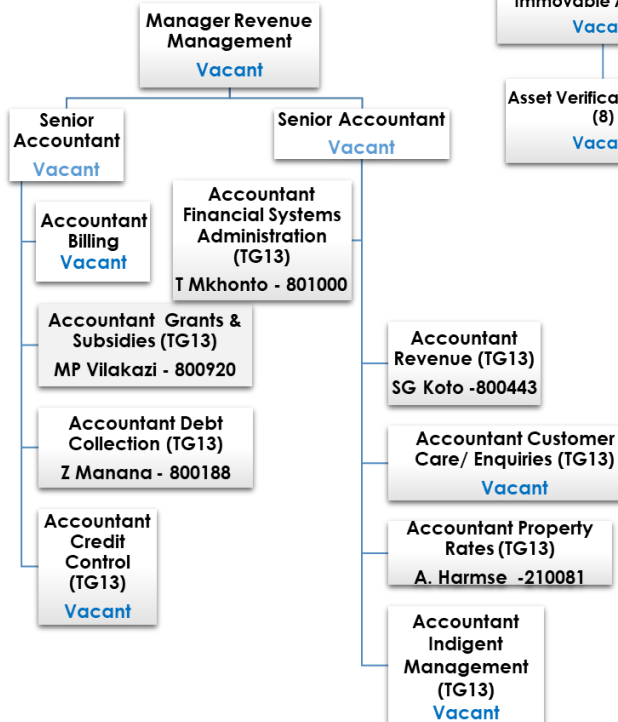 Manager Revenue
Management
Vacant
Vaca
Senior
Accountant
Vacant
Senior Accountant
Vacant
Asset Verifica
(8)
Vaca
Accountant
Billing
Vacant
Accountant
Financial Systems
Administration
(TG13)
T Mkhonto - 801000
Accountant Grants &
Subsidies (TG13)
MP Vilakazi - 800920
Accountant Debt
Collection (TG13)
Z Manana - 800188
Accountant
Credit
Control
(TG13)
Vacant
Accountant
Revenue (TG13)
SG Koto -800443
Accountant Customer
Care/ Enquiries (TG13)
Vacant
Accountant Property
Rates (TG13)
A. Harmse -210081
Accountant
Indigent
Management
(TG13)
Vacant